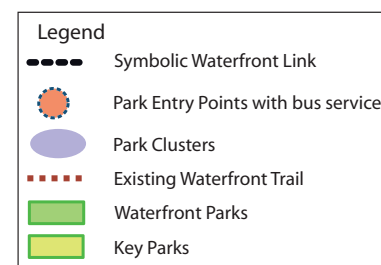 Legend
Symbolic Waterfront Link
Park Entry Points with bus service
Park Clusters
Existing Waterfront Trail
Waterfront Parks
Key Parks